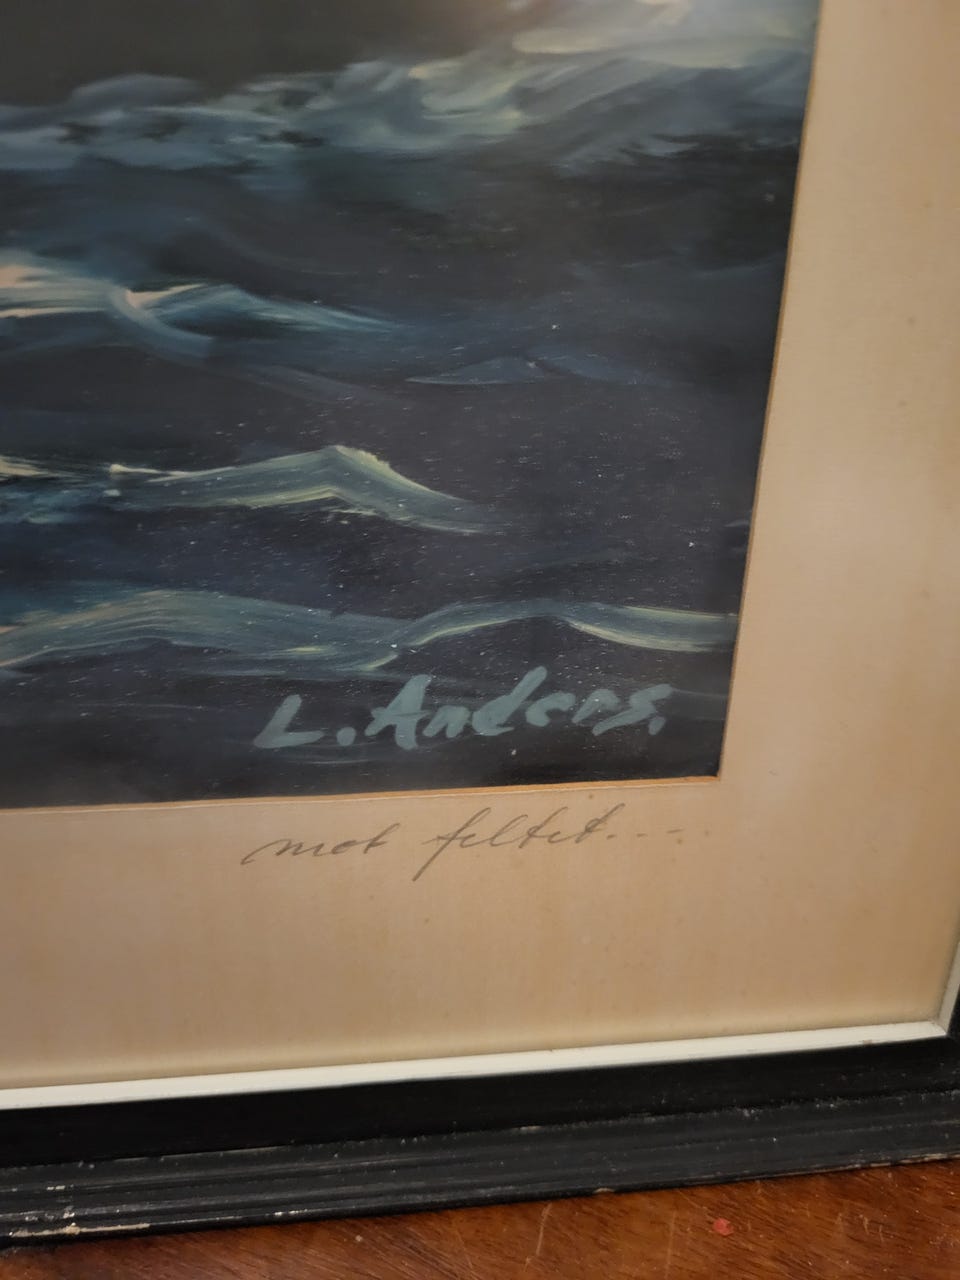 L. Anders.
mot feltet....